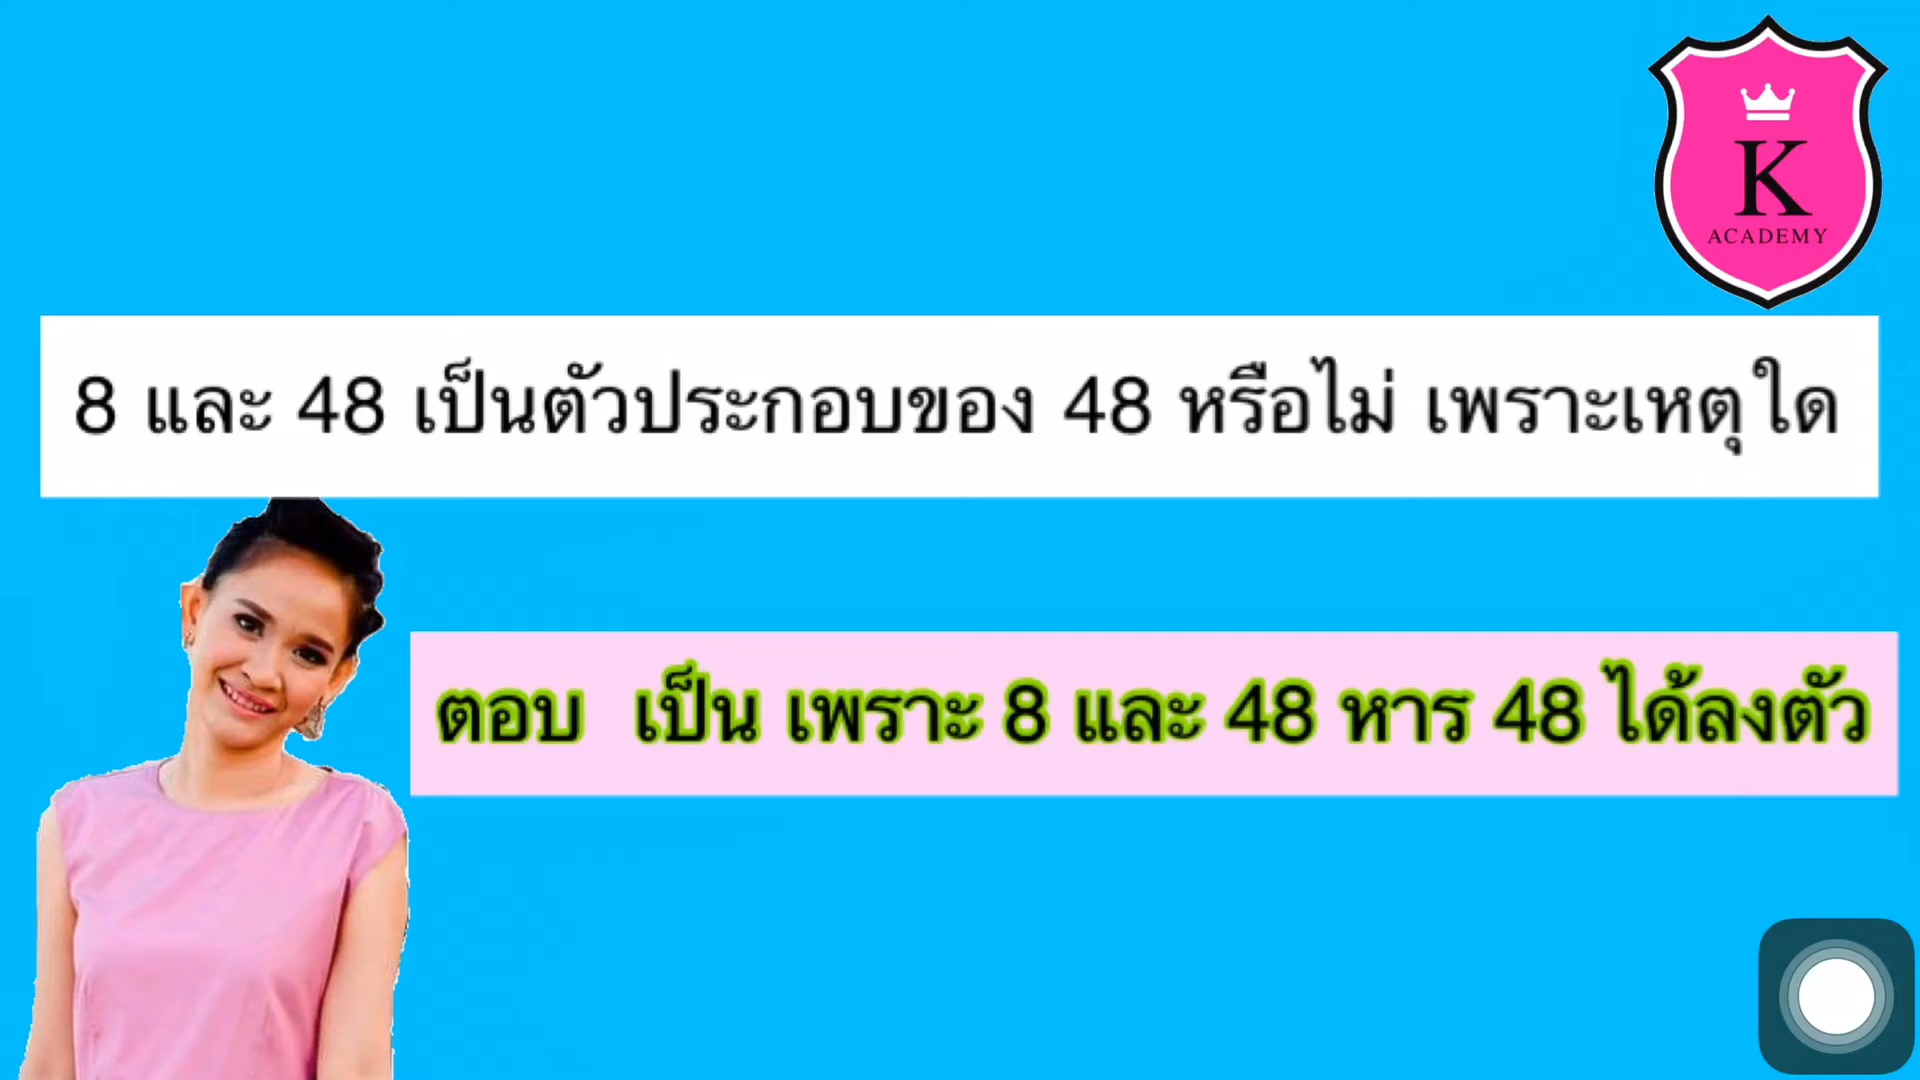 K
ACADEMY
8 และ 48 เป็นตัวประกอบของ 48 หรือไม่ เพราะเหตุใด
ตอบ เป็น เพราะ 8 และ 48 หาร 48 ได้ลงตัว